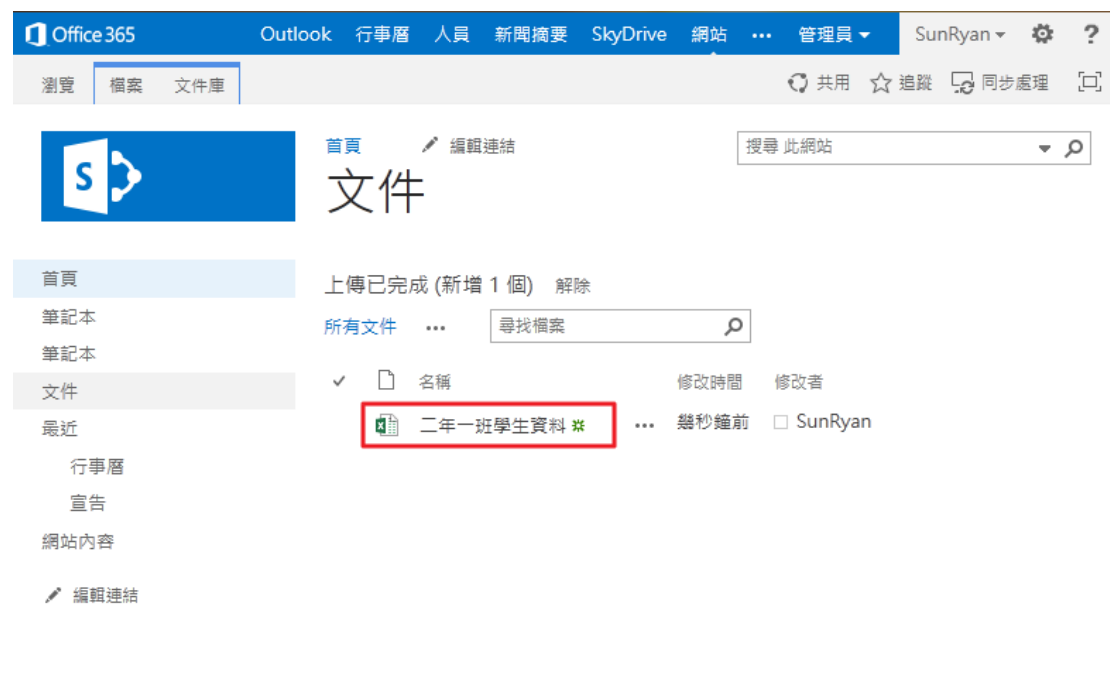 Office 365 Outlook 行事曆 人員 新聞摘要 SkyDrive 網站 ••• 管理員 SunRyan ?
瀏覽 檔案 文件庫 共用 追蹤 同步處理
S
首頁 編輯連結 搜尋 此網站
文件
首頁
筆記本
筆記本
文件
最近
行事曆
宣告
網站內容
編輯連結
上傳已完成 (新增 1 個) 解除
所有文件 ••• 尋找檔案
名稱 修改時間 修改者
二年一班學生資料 ••• 幾秒鐘前 SunRyan